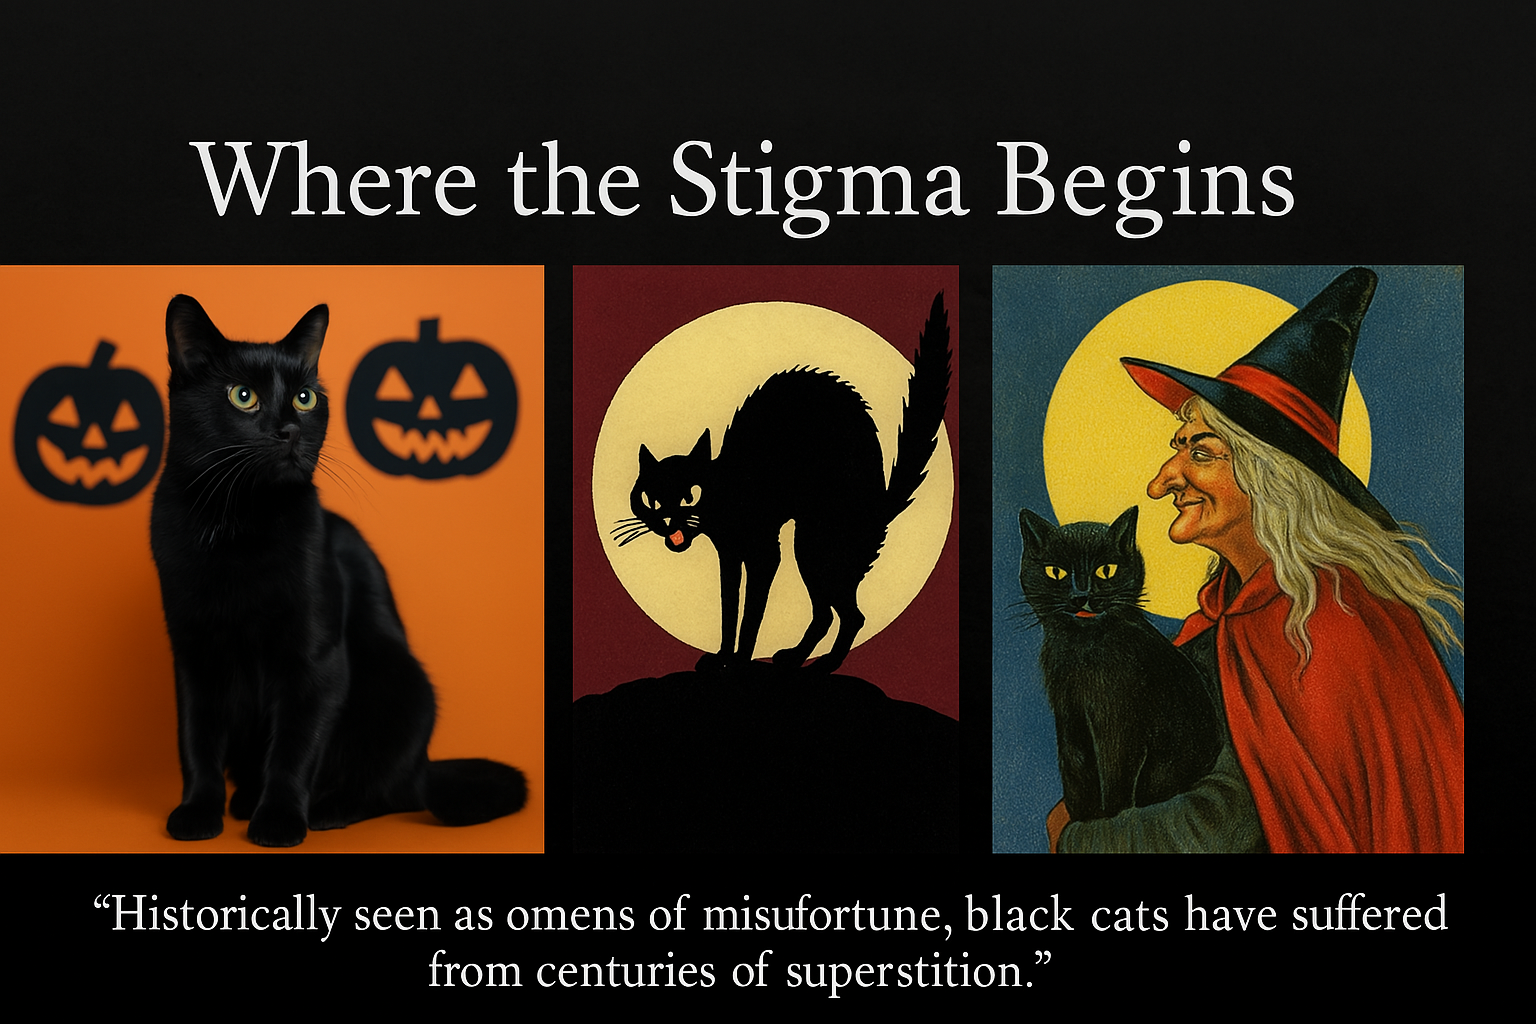 Where the Stigma Begins
“Historically seen as omens of misufortune, black cats have suffered
from centuries of superstition.”